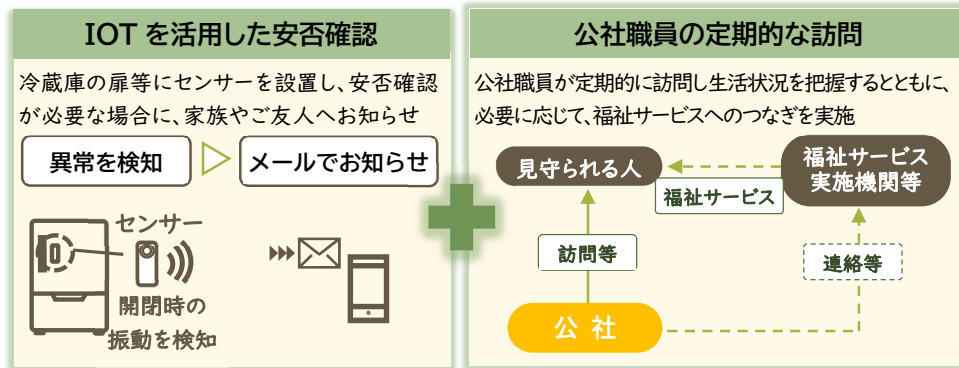 IOTを活用した安否確認
冷蔵庫の扉等にセンサーを設置し、安否確認
が必要な場合に、家族やご友人へお知らせ
異常を検知
メールでお知らせ
センサー
開閉時の
振動を検知
公社職員の定期的な訪問
公社職員が定期的に訪問し生活状況を把握するとともに、
必要に応じて、福祉サービスへのつなぎを実施
見守られる人
福祉サービス
実施機関等
福祉サービス
訪問等
連絡等
公社